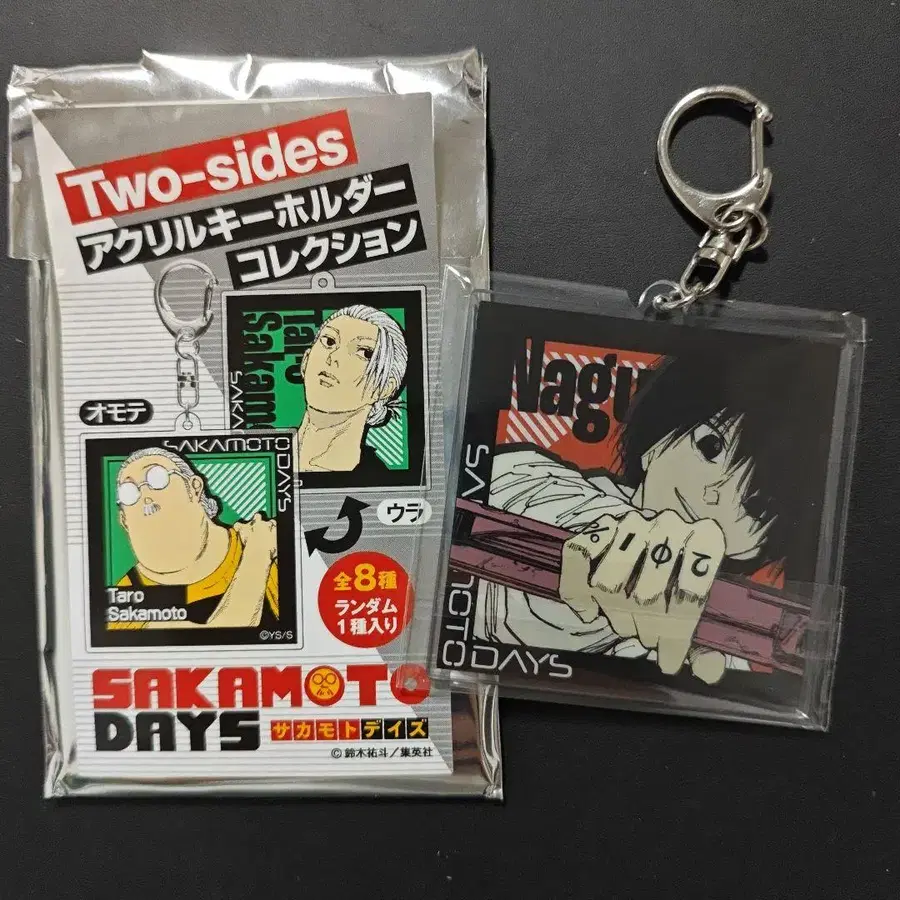 Two-sides
アクリルキーホルダー
コレクション
Taro
Sakamoto
SAKA
オモテ
SAKAMOTO DAYS
ウラ
Taro
Sakamoto
©YS/S
全8種
ランダム
1種入り
SAKAMOTO
DAYS サカモトデイズ
©鈴木祐斗/集英社
Nagu
SA
MOTO DAYS